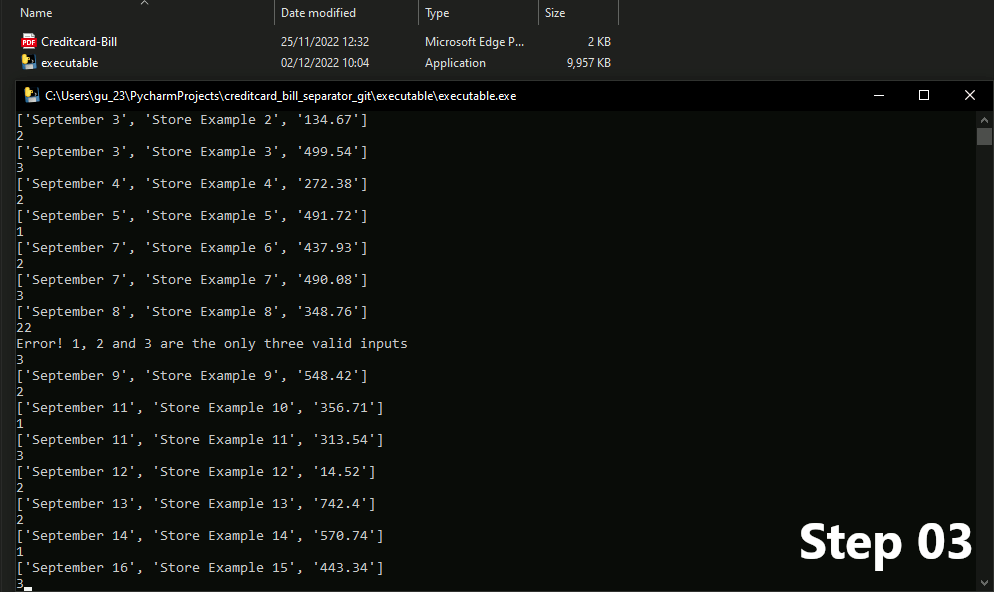 Name Date modified Type Size
PDF Creditcard-Bill 25/11/2022 12:32 Microsoft Edge P... 2 KB
executable 02/12/2022 10:04 Application 9,957 KB
C:\Users\gu_23\PycharmProjects\creditcard_bill_separator_git\executable\executable.exe
['September 3', 'Store Example 2', '134.67']
2
['September 3', 'Store Example 3', '499.54']
3
['September 4', 'Store Example 4', '272.38']
2
['September 5', 'Store Example 5', '491.72']
1
['September 7', 'Store Example 6', '437.93']
2
['September 7', 'Store Example 7', '490.08']
3
['September 8', 'Store Example 8', '348.76']
22
Error! 1, 2 and 3 are the only three valid inputs
3
['September 9', 'Store Example 9', '548.42']
2
['September 11', 'Store Example 10', '356.71']
1
['September 11', 'Store Example 11', '313.54']
3
['September 12', 'Store Example 12', '14.52']
2
['September 13', 'Store Example 13', '742.4']
2
['September 14', 'Store Example 14', '570.74']
1
['September 16', 'Store Example 15', '443.34']
3
Step 03